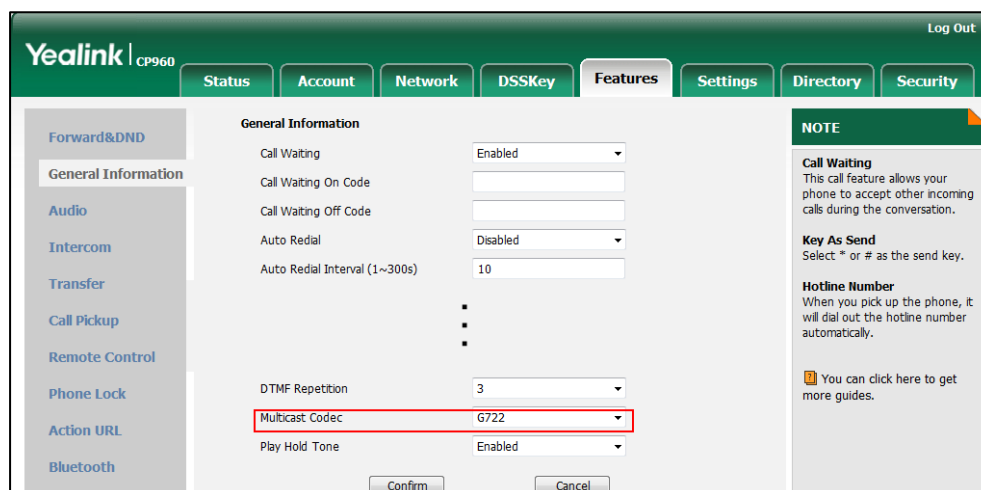 Log Out
Yealink CP960
Status Account Network DSSKey Features Settings Directory Security
Forward&DND
General Information
Audio
Intercom
Transfer
Call Pickup
Remote Control
Phone Lock
Action URL
Bluetooth
General Information
Call Waiting Enabled
Call Waiting On Code
Call Waiting Off Code
Auto Redial Disabled
Auto Redial Interval (1~300s) 10
DTMF Repetition 3
Multicast Codec G722
Play Hold Tone Enabled
Confirm Cancel
NOTE
Call Waiting
This call feature allows your
phone to accept other incoming
calls during the conversation.
Key As Send
Select * or # as the send key.
Hotline Number
When you pick up the phone, it
will dial out the hotline number
automatically.
You can click here to get
more guides.